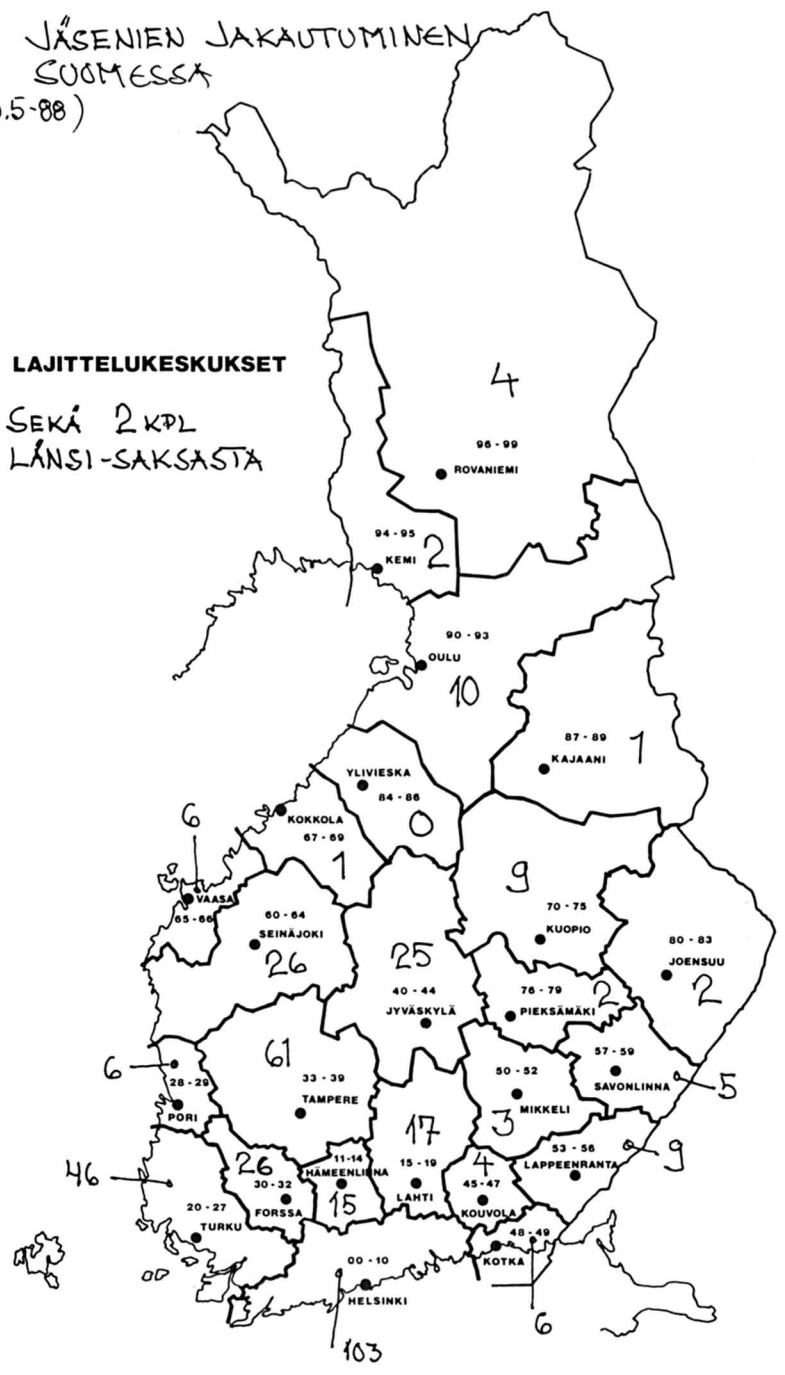 JÄSENIEN JAKAUTUMINEN
SUOMESSA
.5-88)
LAJITTELUKESKUKSET
SEKÄ 2 KPL
LÄNSI-SAKSASTA
4
96-99
ROVANIEMI
94-95
KEMI 2
90-93
OULU
10
87-89
KAJAANI 1
YLIVIESKA
84-86
0
KOKKOLA
67-69
1
6
VAASA
65-66
60-64
SEINÄJOKI
26
9
70-75
KUOPIO
80-83
JOENSUU
2
25
40-44
JYVÄSKYLÄ
76-79 2
PIEKSÄMÄKI
57-59
SAVONLINNA
5
6
28-29
PORI
61
33-39
TAMPERE
50-52
MIKKELI
3
17
15-19
LAHTI
53-56
LAPPEENRANTA
9
46
20-27
TURKU
26
30-32
FORSSA
11-14
HÄMEENLINNA
15
4
45-47
KOUVOLA
48-49
KOTKA
6
00-10
HELSINKI
103